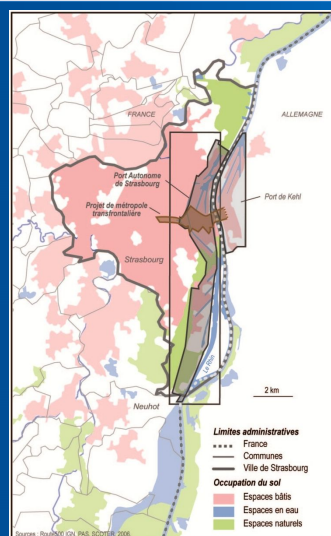 FRANCE
ALLEMAGNE
Port Autonome
de Strasbourg
Port de Kehl
Projet de métropole
transfrontalière
Strasbourg
Le Rhin
Neuhof
2 km
Limites administratives
France
Communes
Ville de Strasbourg
Occupation du sol
Espaces bâtis
Espaces en eau
Espaces naturels
Sources : Route500 IGN, PAS, SCOTER, 2006